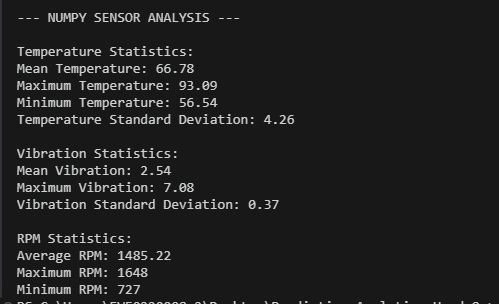 --- NUMPY SENSOR ANALYSIS ---
Temperature Statistics:
Mean Temperature: 66.78
Maximum Temperature: 93.09
Minimum Temperature: 56.54
Temperature Standard Deviation: 4.26
Vibration Statistics:
Mean Vibration: 2.54
Maximum Vibration: 7.08
Vibration Standard Deviation: 0.37
RPM Statistics:
Average RPM: 1485.22
Maximum RPM: 1648
Minimum RPM: 727